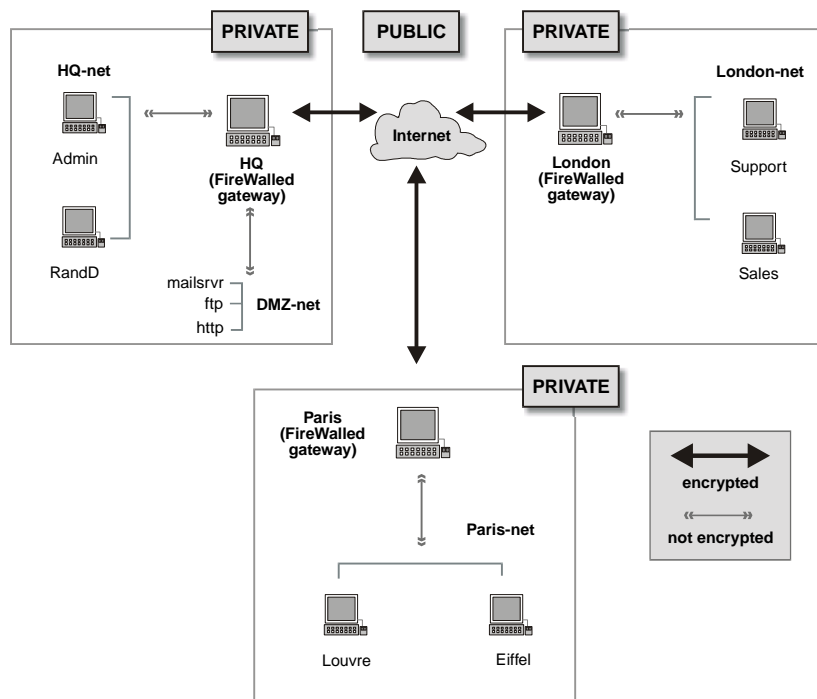 PRIVATE
PUBLIC
PRIVATE
HQ-net
Admin
RandD
HQ
(FireWalled
gateway)
mailsrvr
ftp
http
DMZ-net
Internet
London
(FireWalled
gateway)
London-net
Support
Sales
PRIVATE
Paris
(FireWalled
gateway)
Paris-net
Louvre
Eiffel
encrypted
not encrypted